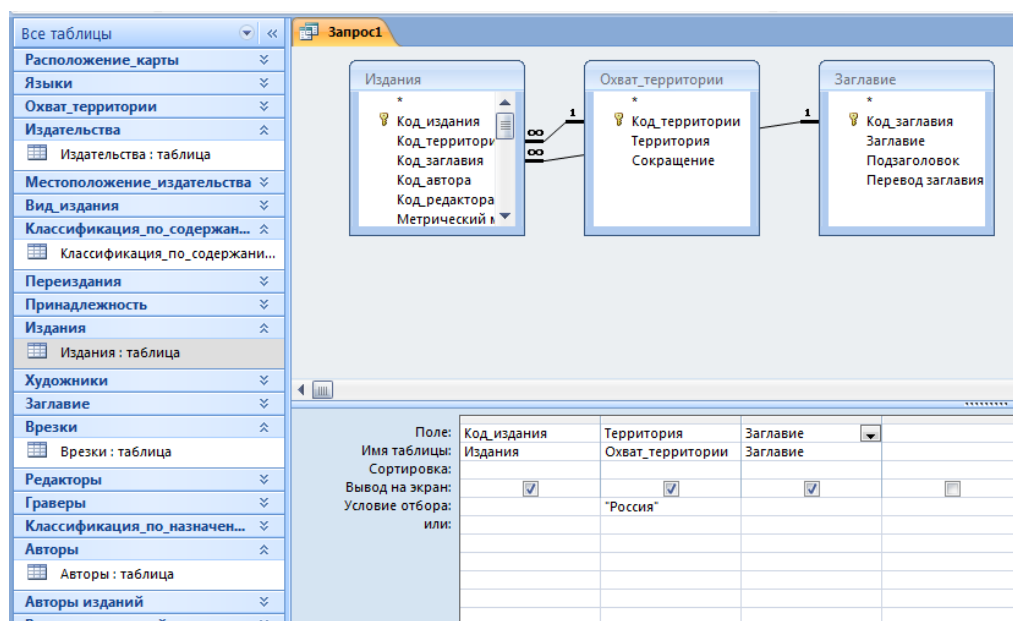 Все таблицы
Расположение_карты
Языки
Охват_территории
Издательства
Издательства : таблица
Местоположение_издательства
Вид_издания
Классификация_по_содержан...
Классификация_по_содержани...
Переиздания
Принадлежность
Издания
Издания : таблица
Художники
Заглавие
Врезки
Врезки : таблица
Редакторы
Граверы
Классификация_по_назначен...
Авторы
Авторы : таблица
Авторы изданий
Запрос1
Издания
*
Код_издания
Код_территори
Код_заглавия
Код_автора
Код_редактора
Метрический
∞
∞
1
Охват_территории
*
Код_территории
Территория
Сокращение
1
Заглавие
*
Код_заглавия
Заглавие
Подзаголовок
Перевод заглавия
Поле: Код_издания Территория Заглавие
Имя таблицы: Издания Охват_территории Заглавие
Сортировка:
Вывод на экран:
Условие отбора: "Россия"
или: